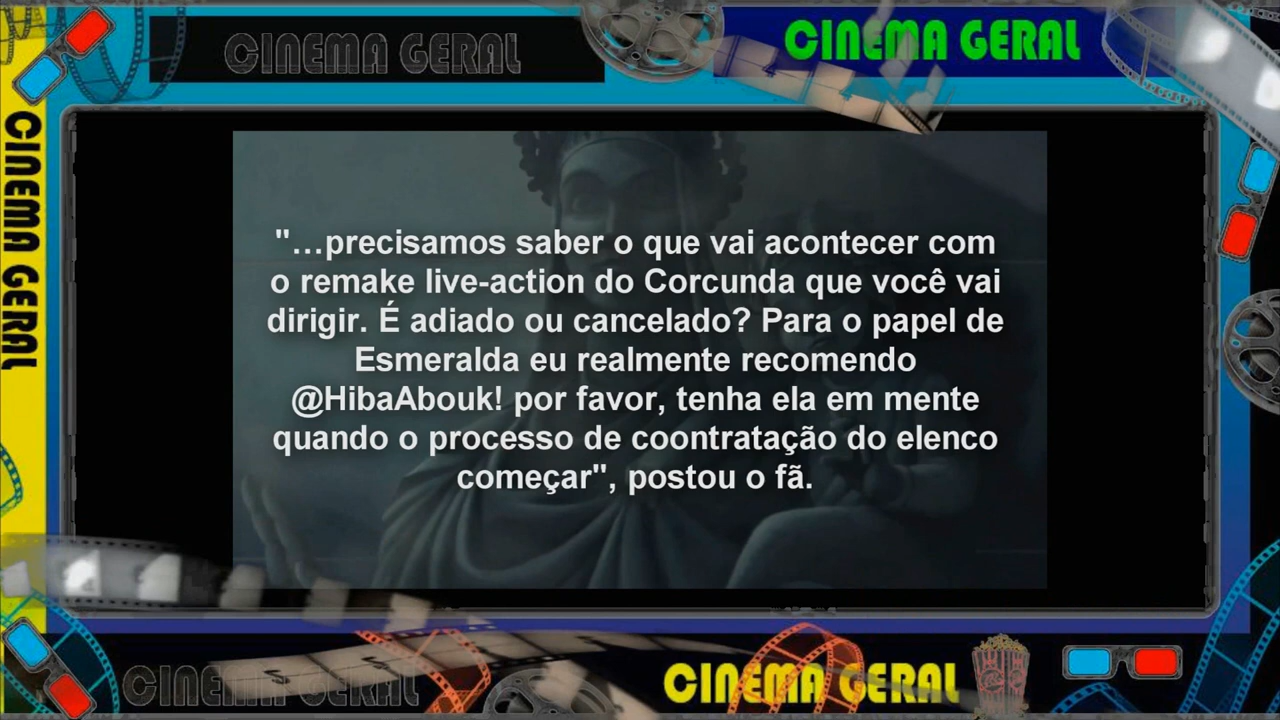 CINEMA GERAL
CINEMA GERAL
CINEMA GERAL
"...precisamos saber o que vai acontecer com
o remake live-action do Corcunda que você vai
dirigir. É adiado ou cancelado? Para o papel de
Esmeralda eu realmente recomendo
@HibaAbouk! por favor, tenha ela em mente
quando o processo de coontratação do elenco
começar", postou o fã.
CINEMA GERAL
CINEMA GERAL